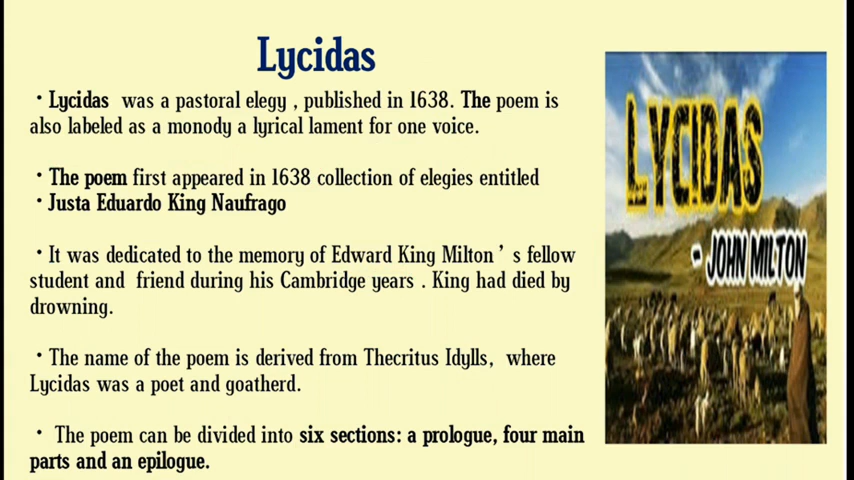 Lycidas
• Lycidas was a pastoral elegy , published in 1638. The poem is
also labeled as a monody a lyrical lament for one voice.
• The poem first appeared in 1638 collection of elegies entitled
• Justa Eduardo King Naufrago
• It was dedicated to the memory of Edward King Milton ’ s fellow
student and friend during his Cambridge years . King had died by
drowning.
• The name of the poem is derived from Thecritus Idylls, where
Lycidas was a poet and goatherd.
• The poem can be divided into six sections: a prologue, four main
parts and an epilogue.
LYCIDAS
- JOHN MILTON